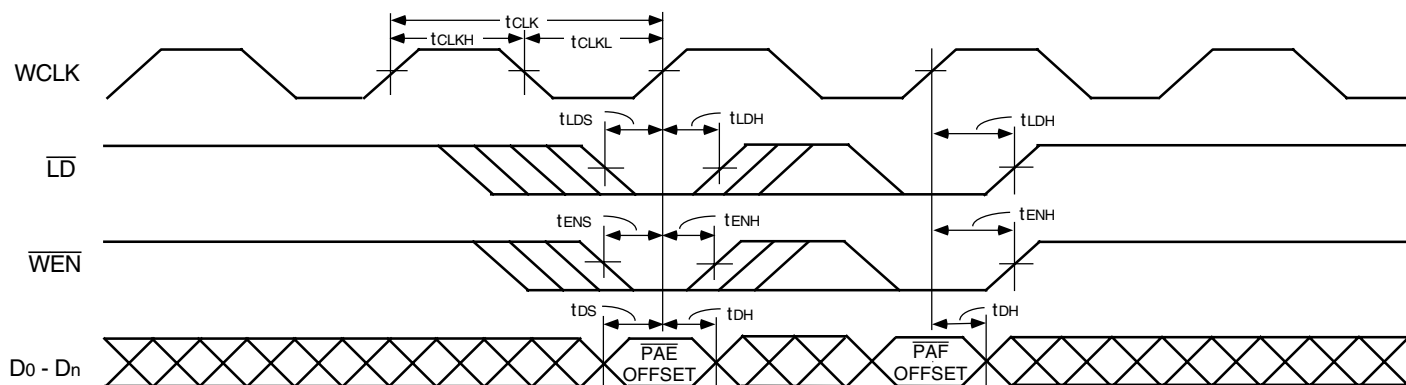 tCLK
tCLKH
tCLKL
WCLK
tLDS
tLDH
tLDH
LD
tENS
tENH
tENH
WEN
tDS
tDH
tDH
D0 - Dn
PAE
OFFSET
PAF
OFFSET